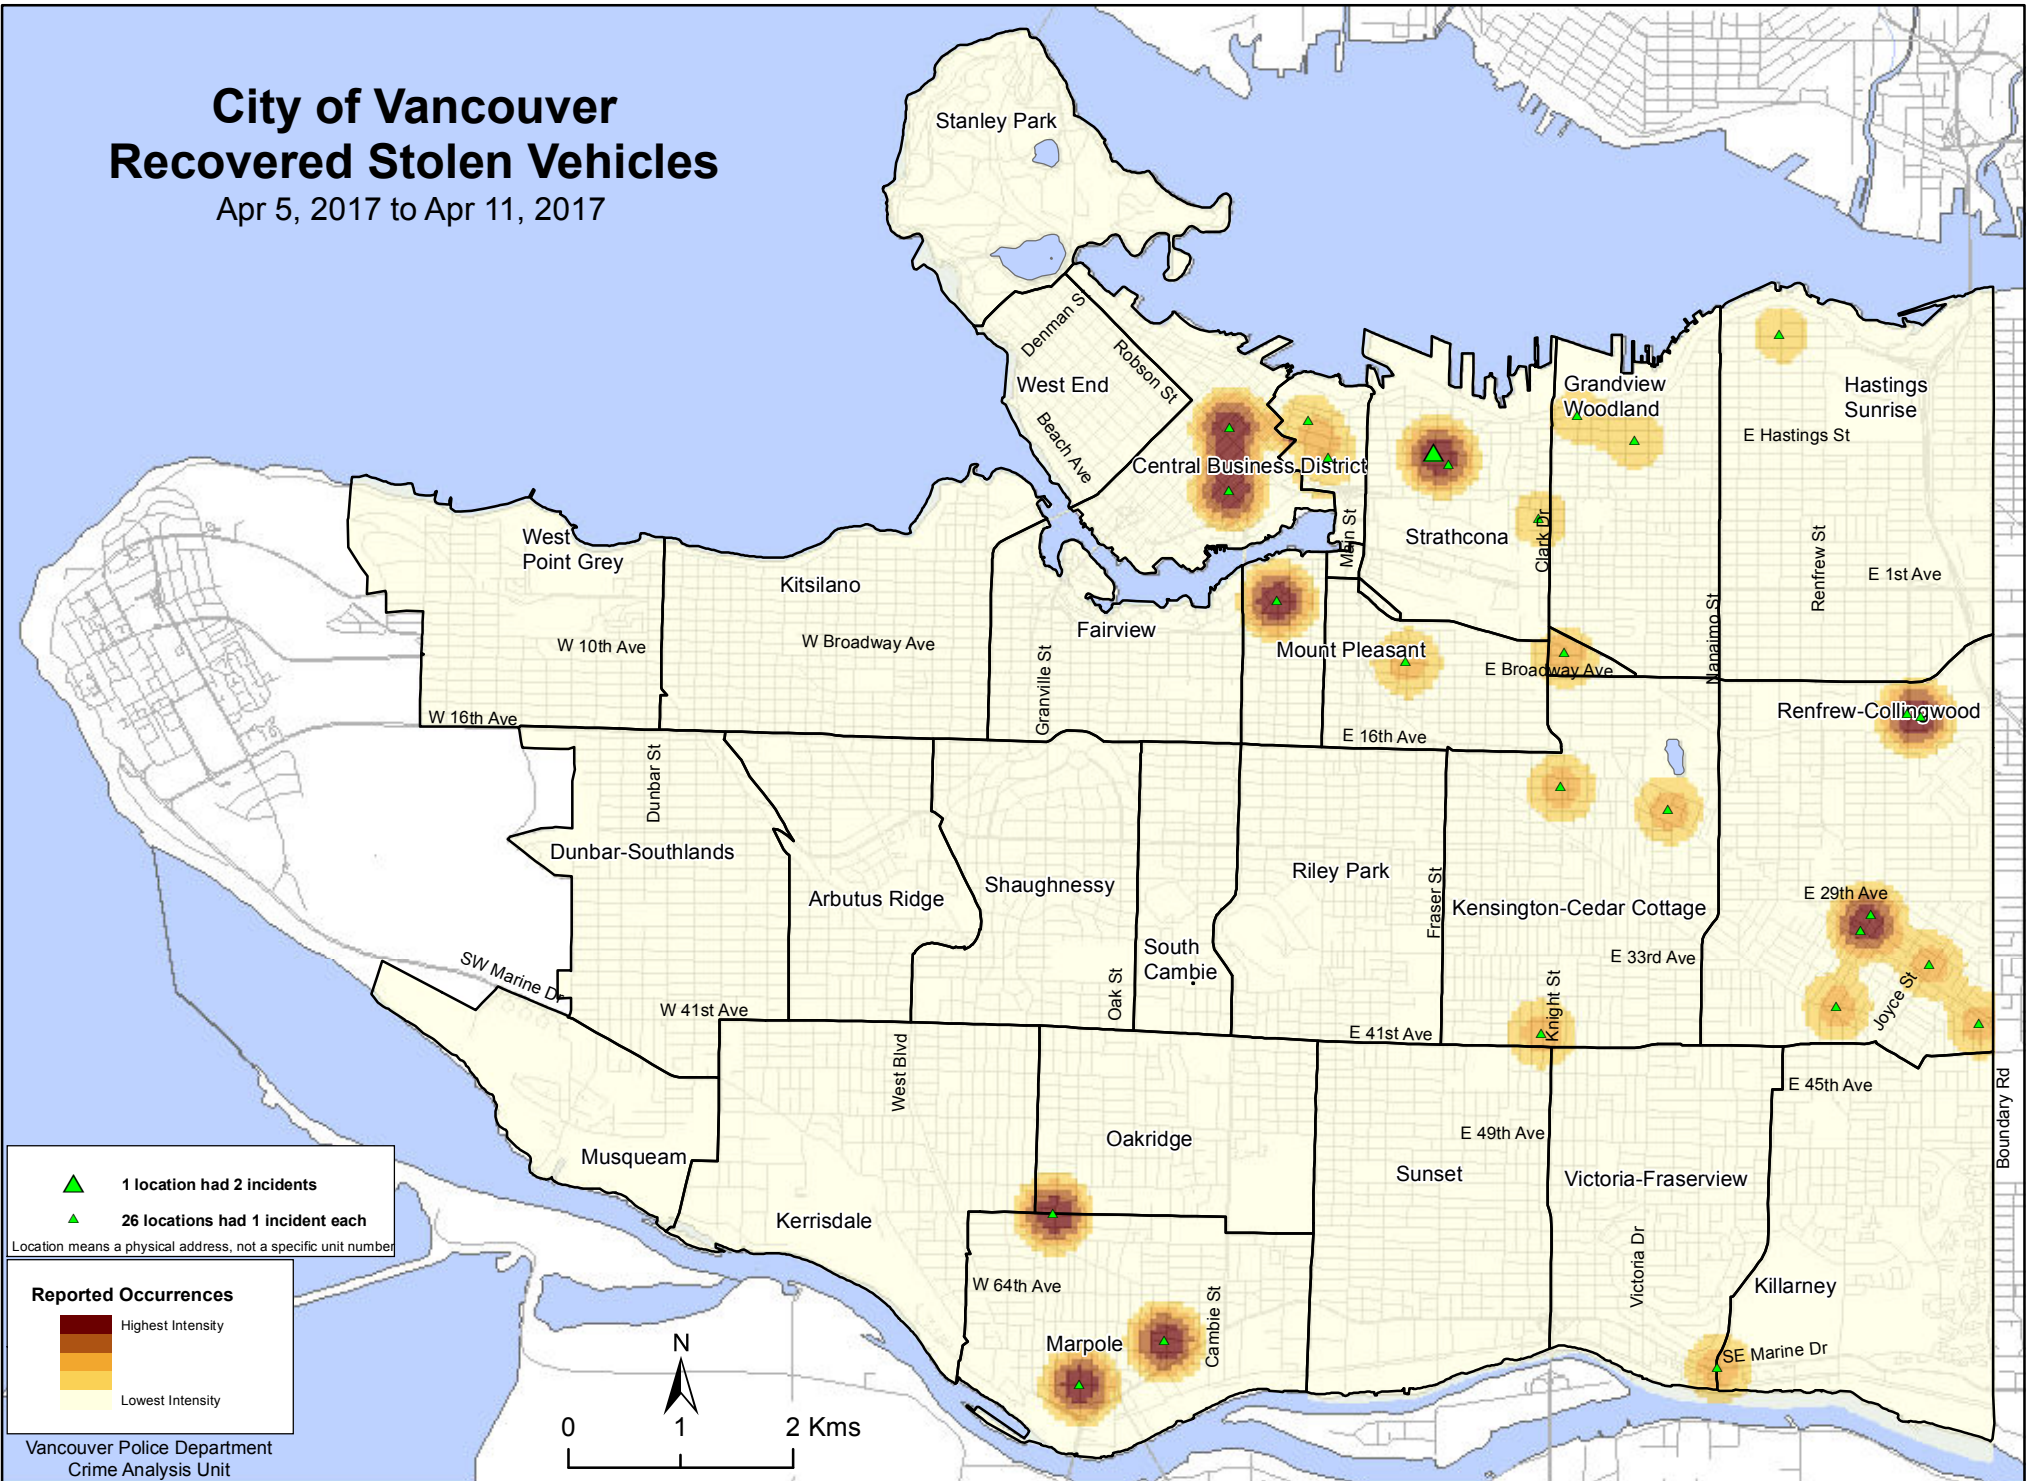 City of Vancouver
Recovered Stolen Vehicles
Apr 5, 2017 to Apr 11, 2017
Stanley Park
Denman S
Robson St
West End
Beach Ave
Central Business District
Grandview
Woodland
Hastings
Sunrise
E Hastings St
West
Point Grey
Kitsilano
Fairview
Main St
Strathcona
Clark Dr
Renfrew St
E 1st Ave
Nanaimo St
W 10th Ave
W Broadway Ave
Granville St
Mount Pleasant
E Broadway Ave
W 16th Ave
E 16th Ave
Renfrew-Collingwood
Dunbar St
Dunbar-Southlands
Arbutus Ridge
Shaughnessy
South
Cambie
Oak St
Riley Park
Fraser St
Kensington-Cedar Cottage
E 29th Ave
E 33rd Ave
Knight St
Joyce St
SW Marine Dr
W 41st Ave
E 41st Ave
West Blvd
E 45th Ave
Boundary Rd
Musqueam
Kerrisdale
Oakridge
E 49th Ave
Sunset
Victoria-Fraserview
Victoria Dr
Killarney
W 64th Ave
Marpole
Cambie St
SE Marine Dr
1 location had 2 incidents
26 locations had 1 incident each
Location means a physical address, not a specific unit number
Reported Occurrences
Highest Intensity
Lowest Intensity
Vancouver Police Department
Crime Analysis Unit
N
0 1 2 Kms